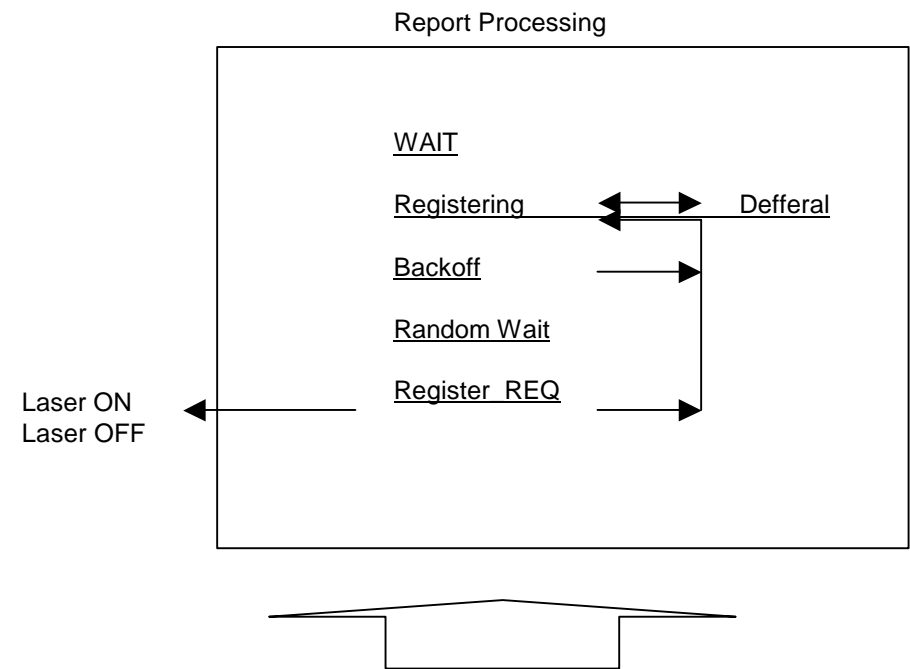 Report Processing
WAIT
Registering Defferal
Backoff
Random Wait
Register_REQ
Laser ON
Laser OFF